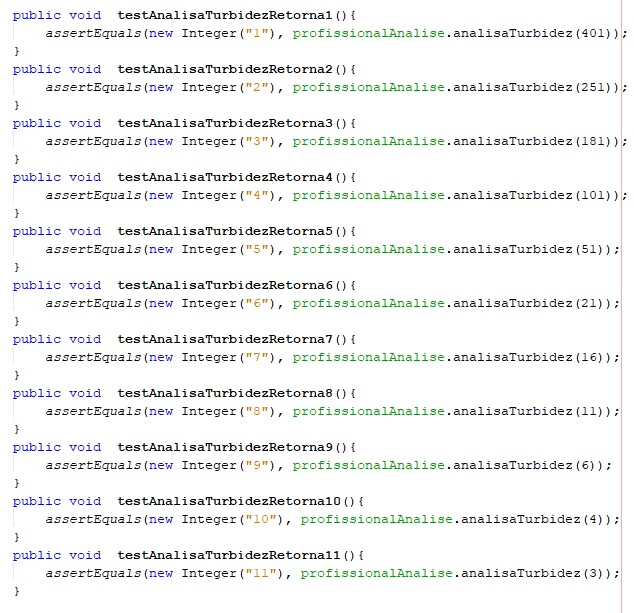 public void  testAnalisaTurbidezRetorna1(){
    assertEquals(new Integer("1"), profissionalAnalise.analisaTurbidez(401));
}
public void  testAnalisaTurbidezRetorna2(){
    assertEquals(new Integer("2"), profissionalAnalise.analisaTurbidez(251));
}
public void  testAnalisaTurbidezRetorna3(){
    assertEquals(new Integer("3"), profissionalAnalise.analisaTurbidez(181));
}
public void  testAnalisaTurbidezRetorna4(){
    assertEquals(new Integer("4"), profissionalAnalise.analisaTurbidez(101));
}
public void  testAnalisaTurbidezRetorna5(){
    assertEquals(new Integer("5"), profissionalAnalise.analisaTurbidez(51));
}
public void  testAnalisaTurbidezRetorna6(){
    assertEquals(new Integer("6"), profissionalAnalise.analisaTurbidez(21));
}
public void  testAnalisaTurbidezRetorna7(){
    assertEquals(new Integer("7"), profissionalAnalise.analisaTurbidez(16));
}
public void  testAnalisaTurbidezRetorna8(){
    assertEquals(new Integer("8"), profissionalAnalise.analisaTurbidez(11));
}
public void  testAnalisaTurbidezRetorna9(){
    assertEquals(new Integer("9"), profissionalAnalise.analisaTurbidez(6));
}
public void  testAnalisaTurbidezRetorna10(){
    assertEquals(new Integer("10"), profissionalAnalise.analisaTurbidez(4));
}
public void  testAnalisaTurbidezRetorna11(){
    assertEquals(new Integer("11"), profissionalAnalise.analisaTurbidez(3));
}